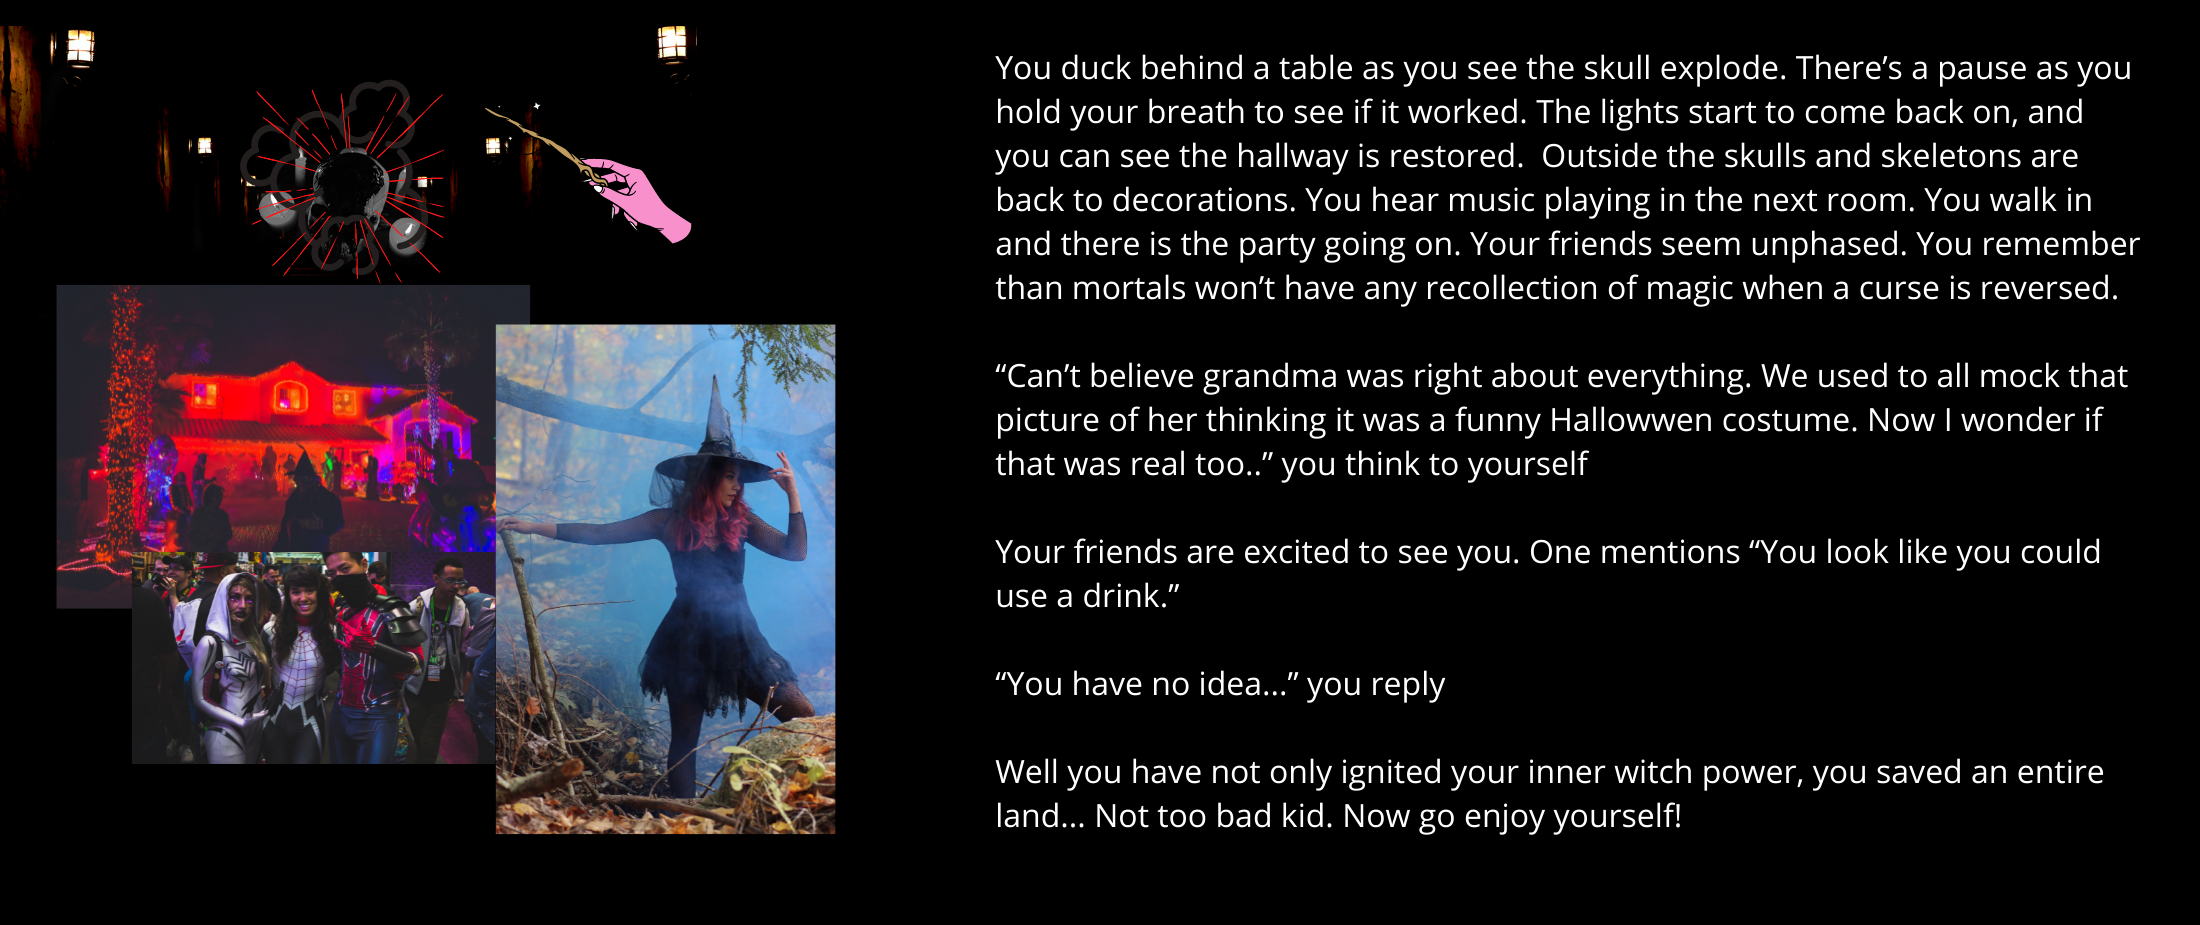 You duck behind a table as you see the skull explode. There’s a pause as you
hold your breath to see if it worked. The lights start to come back on, and
you can see the hallway is restored.  Outside the skulls and skeletons are
back to decorations. You hear music playing in the next room. You walk in
and there is the party going on. Your friends seem unphased. You remember
than mortals won’t have any recollection of magic when a curse is reversed.
“Can’t believe grandma was right about everything. We used to all mock that
picture of her thinking it was a funny Hallowwen costume. Now I wonder if
that was real too..” you think to yourself
Your friends are excited to see you. One mentions “You look like you could
use a drink.”
“You have no idea...” you reply
Well you have not only ignited your inner witch power, you saved an entire
land... Not too bad kid. Now go enjoy yourself!